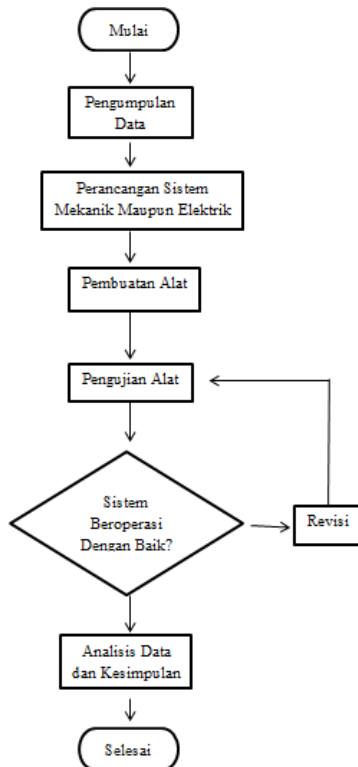 Mulai
Pengumpulan
Data
Perancangan Sistem
Mekanik Maupun Elektrik
Pembuatan Alat
Pengujian Alat
Sistem
Beroperasi
Dengan Baik?
Revisi
Analisis Data
dan Kesimpulan
Selesai